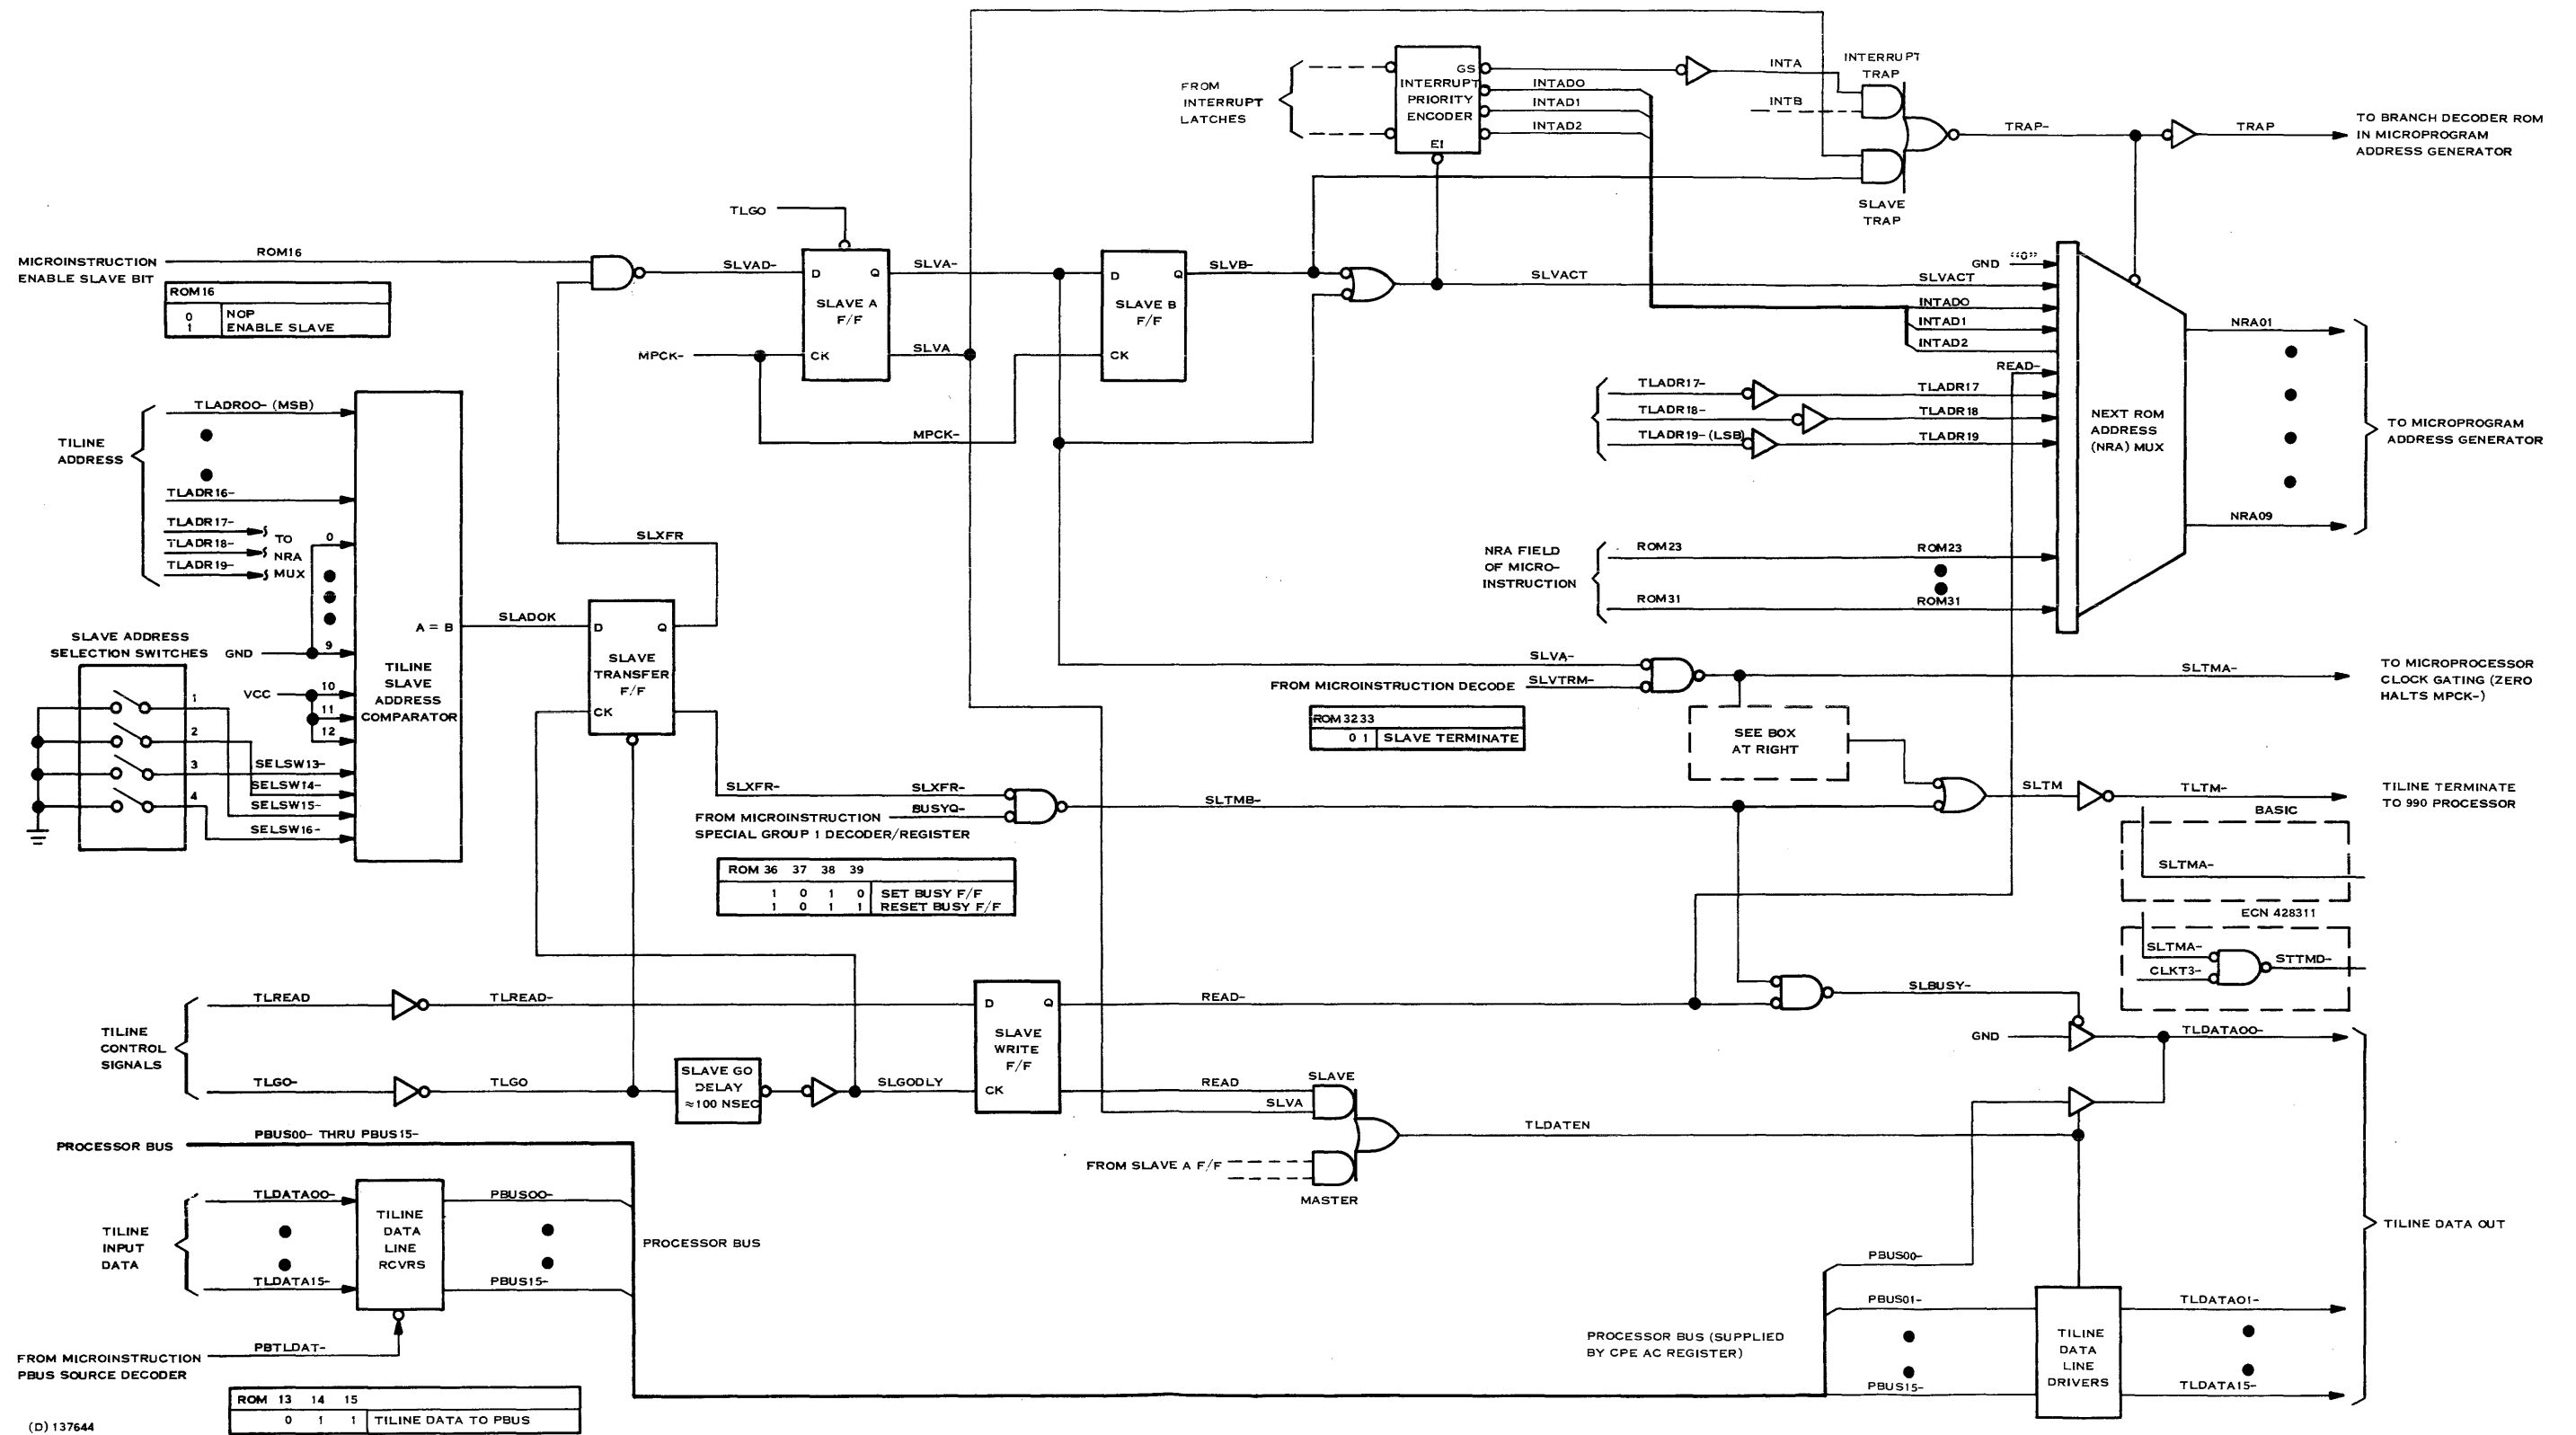 FROM
INTERRUPT
LATCHES
GS
INTERRUPT
PRIORITY
ENCODER
EI
INTAD0
INTAD1
INTAD2
INTA
INTB
INTERRUPT
TRAP
SLAVE
TRAP
TRAP-
TRAP
TO BRANCH DECODER ROM
IN MICROPROGRAM
ADDRESS GENERATOR
TLGO
MICROINSTRUCTION
ENABLE SLAVE BIT
ROM16
ROM16
0 NOP
1 ENABLE SLAVE
SLVAD-
D Q
SLAVE A
F/F
CK
SLVA-
SLVA
MPCK-
MPCK-
D Q
SLAVE B
F/F
CK
SLVB-
SLVACT
GND "0"
SLVACT
INTAD0
INTAD1
INTAD2
READ-
TLADR17-
TLADR17
TLADR18-
TLADR18
TLADR19- (LSB)
TLADR19
NEXT ROM
ADDRESS
(NRA) MUX
NRA01
NRA09
TO MICROPROGRAM
ADDRESS GENERATOR
NRA FIELD
OF MICRO-
INSTRUCTION
ROM23
ROM23
ROM31
ROM31
TILINE
ADDRESS
TLADR00- (MSB)
TLADR16-
TLADR17-
TLADR18-
TLADR19-
TO
NRA
MUX
0
9
GND
VCC
10
11
12
SLAVE ADDRESS
SELECTION SWITCHES
1
2
3
4
SELSW13-
SELSW14-
SELSW15-
SELSW16-
A = B
TILINE
SLAVE
ADDRESS
COMPARATOR
SLADOK
SLXFR
D Q
SLAVE
TRANSFER
F/F
CK
SLXFR-
SLXFR-
BUSYQ-
FROM MICROINSTRUCTION
SPECIAL GROUP 1 DECODER/REGISTER
ROM 36 37 38 39
1 0 1 0 SET BUSY F/F
1 0 1 1 RESET BUSY F/F
SLTMB-
SLVA-
FROM MICROINSTRUCTION DECODE SLVTRM-
ROM 32 33
0 1 SLAVE TERMINATE
SLTMA-
TO MICROPROCESSOR
CLOCK GATING (ZERO
HALTS MPCK-)
SEE BOX
AT RIGHT
SLTM
TLTM-
TILINE TERMINATE
TO 990 PROCESSOR
BASIC
SLTMA-
ECN 428311
SLTMA-
CLKT3-
STTMD-
TILINE
CONTROL
SIGNALS
TLREAD
TLREAD-
TLGO-
TLGO
SLAVE GO
DELAY
≈100 NSEC
SLGODLY
D Q
SLAVE
WRITE
F/F
CK
READ-
READ
SLVA
SLAVE
FROM SLAVE A F/F
MASTER
TLDATEN
SLBUSY-
GND
TLDATA00-
PROCESSOR BUS
PBUS00- THRU PBUS15-
TILINE
INPUT
DATA
TLDATA00-
TLDATA15-
TILINE
DATA
LINE
RCVRS
PBUS00-
PBUS15-
PROCESSOR BUS
PBTLDAT-
FROM MICROINSTRUCTION
PBUS SOURCE DECODER
ROM 13 14 15
0 1 1 TILINE DATA TO PBUS
PROCESSOR BUS (SUPPLIED
BY CPE AC REGISTER)
PBUS00-
PBUS01-
PBUS15-
TILINE
DATA
LINE
DRIVERS
TLDATA01-
TLDATA15-
TILINE DATA OUT
(D) 137644